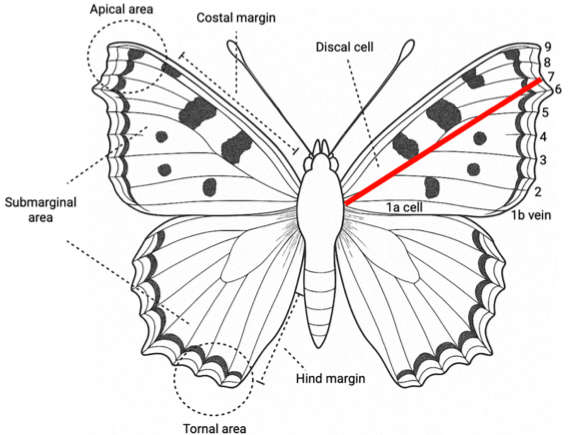 Apical area
Costal margin
Discal cell
9
8
7
6
5
4
3
2
1a cell
1b vein
Submarginal
area
Hind margin
Tornal area